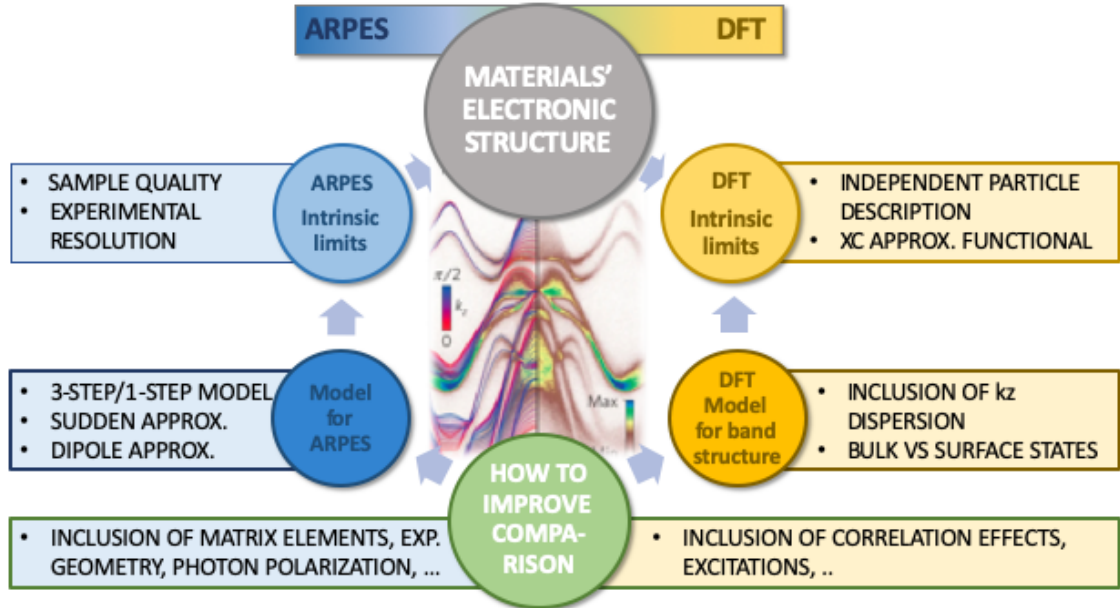 ARPES
DFT
MATERIALS'
ELECTRONIC
STRUCTURE
• SAMPLE QUALITY
• EXPERIMENTAL
RESOLUTION
ARPES
Intrinsic
limits
DFT
Intrinsic
limits
• INDEPENDENT PARTICLE
DESCRIPTION
• XC APPROX. FUNCTIONAL
π/2
k_z
0
• 3-STEP/1-STEP MODEL
• SUDDEN APPROX.
• DIPOLE APPROX.
Model
for
ARPES
Max
DFT
Model
for band
structure
• INCLUSION OF kz
DISPERSION
• BULK VS SURFACE STATES
HOW TO
IMPROVE
COMPA-
RISON
• INCLUSION OF MATRIX ELEMENTS, EXP.
GEOMETRY, PHOTON POLARIZATION, ...
• INCLUSION OF CORRELATION EFFECTS,
EXCITATIONS, ..